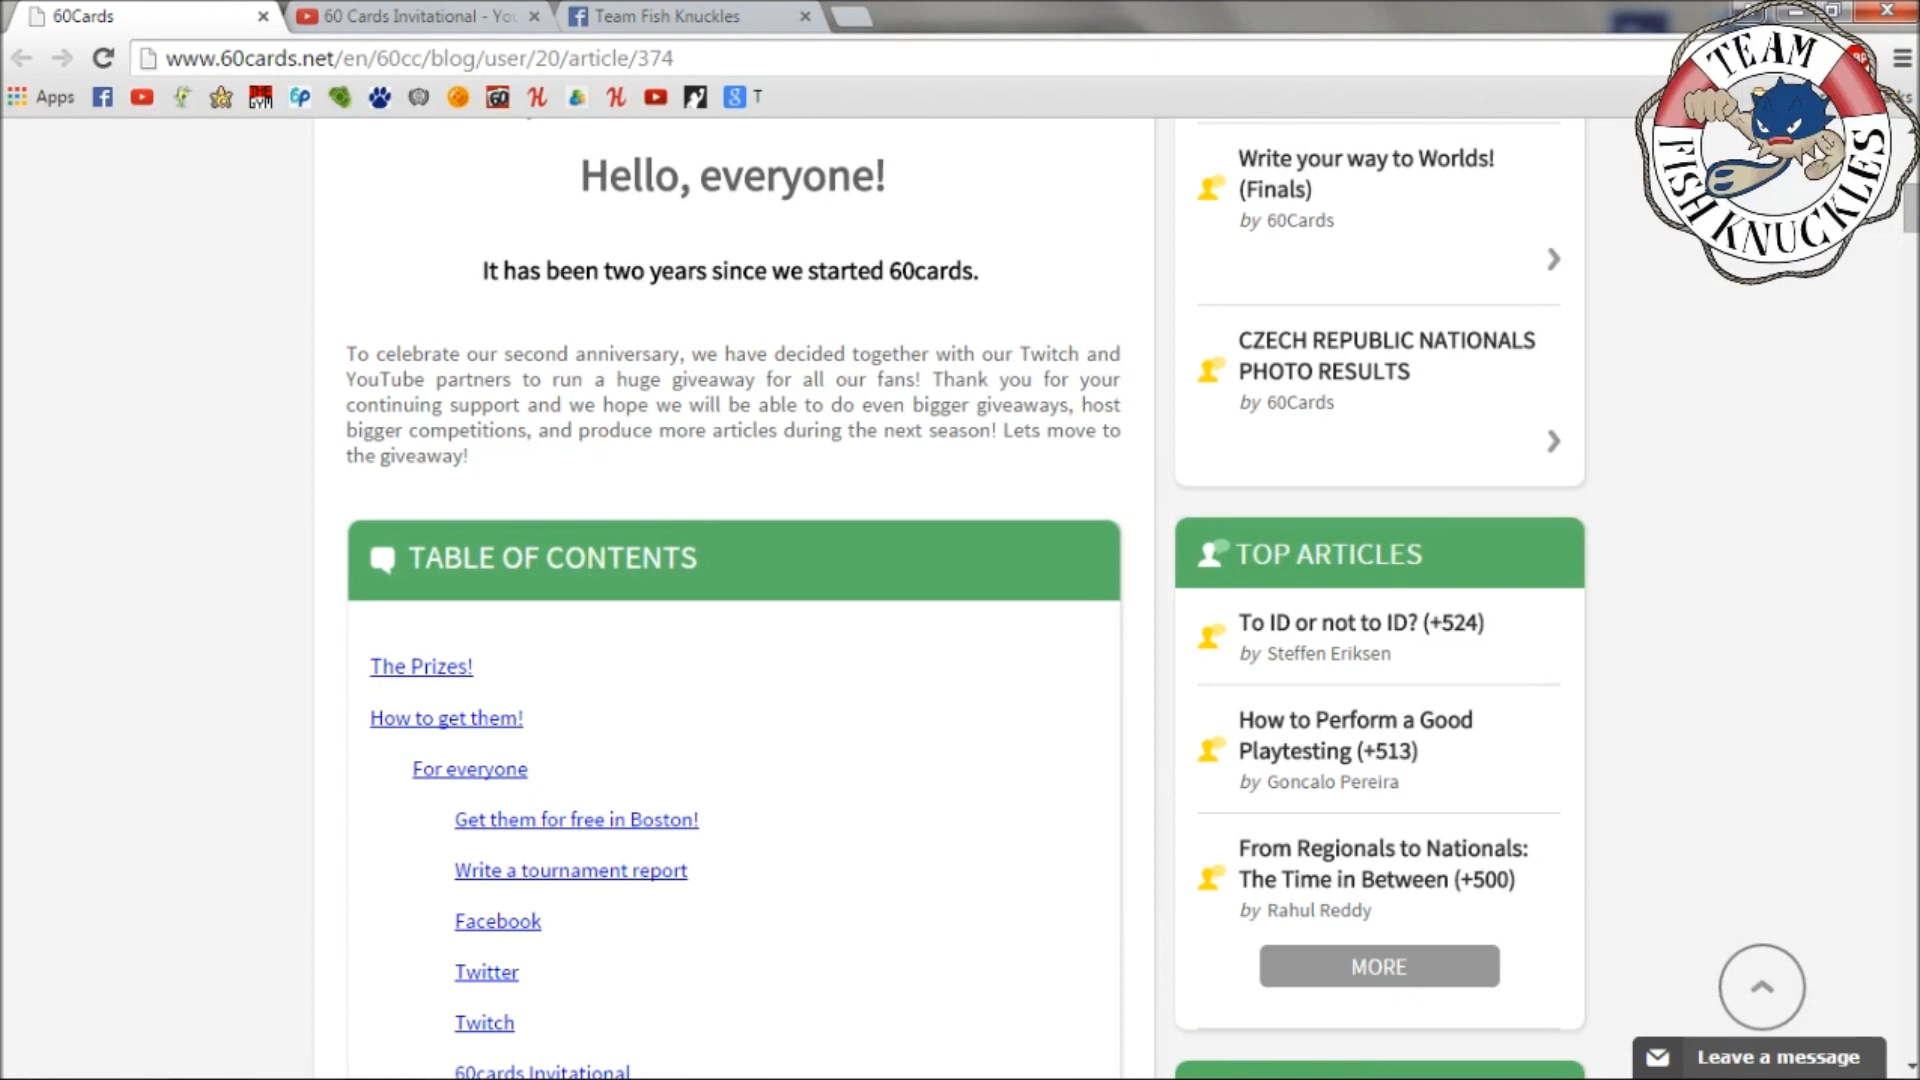 60Cards
60 Cards Invitational - You
Team Fish Knuckles
www.60cards.net/en/60cc/blog/user/20/article/374
Apps
T
TEAM
FISH KNUCKLES
Hello, everyone!
It has been two years since we started 60cards.
To celebrate our second anniversary, we have decided together with our Twitch and
YouTube partners to run a huge giveaway for all our fans! Thank you for your
continuing support and we hope we will be able to do even bigger giveaways, host
bigger competitions, and produce more articles during the next season! Lets move to
the giveaway!
TABLE OF CONTENTS
The Prizes!
How to get them!
For everyone
Get them for free in Boston!
Write a tournament report
Facebook
Twitter
Twitch
60cards Invitational
Write your way to Worlds!
(Finals)
by 60Cards
CZECH REPUBLIC NATIONALS
PHOTO RESULTS
by 60Cards
TOP ARTICLES
To ID or not to ID? (+524)
by Steffen Eriksen
How to Perform a Good
Playtesting (+513)
by Goncalo Pereira
From Regionals to Nationals:
The Time in Between (+500)
by Rahul Reddy
MORE
Leave a message